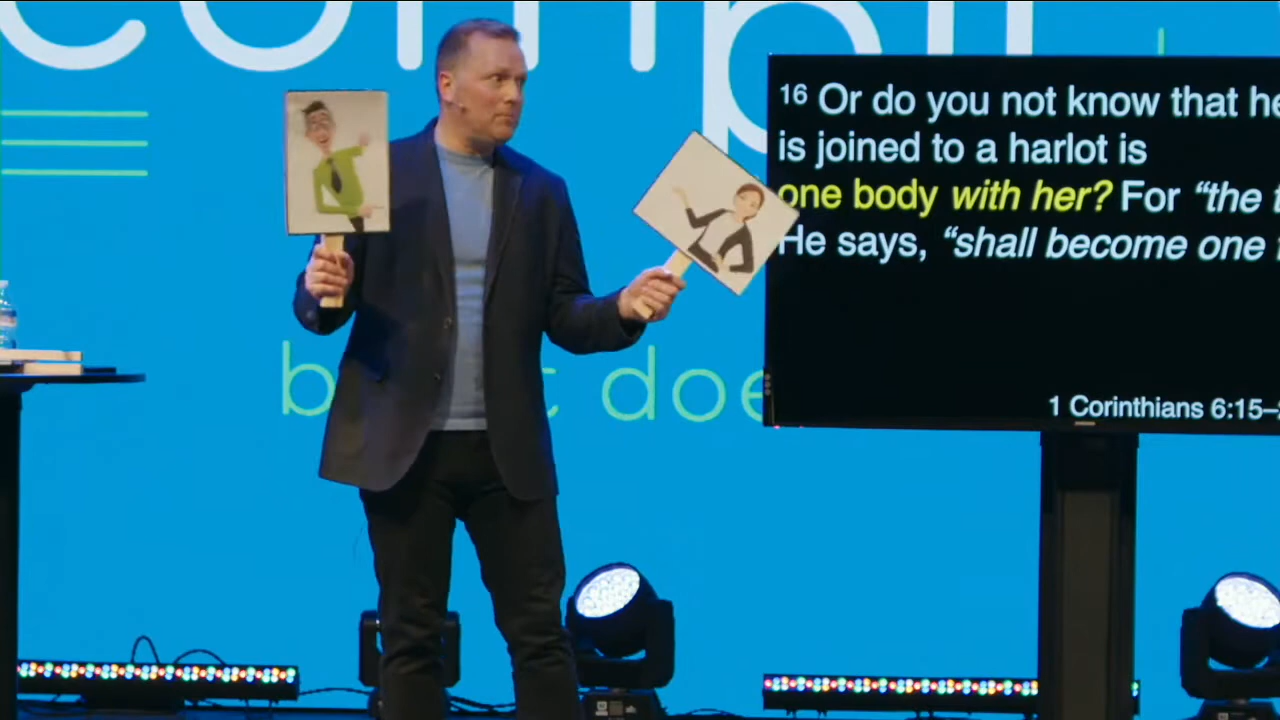 16 Or do you not know that he
is joined to a harlot is
one body with her? For “the
He says, “shall become one
1 Corinthians 6:15–
doe